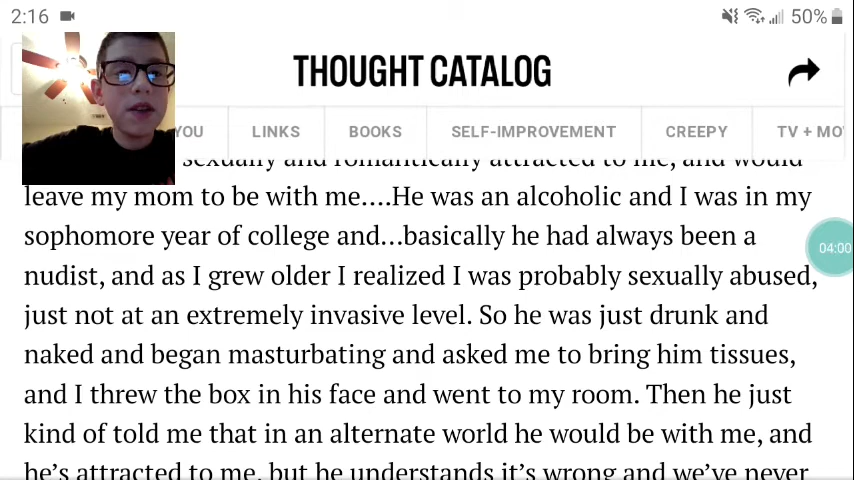 2:16
50%
THOUGHT CATALOG
YOU LINKS BOOKS SELF-IMPROVEMENT CREEPY TV + MO
sexually and romantically attracted to me, and would
leave my mom to be with me....He was an alcoholic and I was in my
sophomore year of college and...basically he had always been a
nudist, and as I grew older I realized I was probably sexually abused,
just not at an extremely invasive level. So he was just drunk and
naked and began masturbating and asked me to bring him tissues,
and I threw the box in his face and went to my room. Then he just
kind of told me that in an alternate world he would be with me, and
he's attracted to me, but he understands it's wrong and we've never
04:00